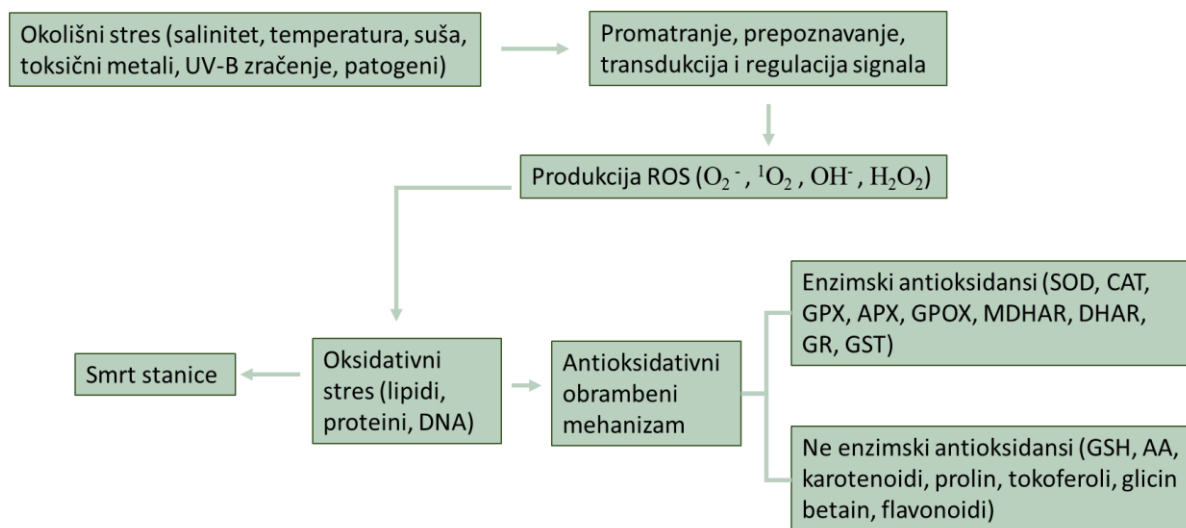 Okolišni stres (salinitet, temperatura, suša,
toksični metali, UV-B zračenje, patogeni)
Promatranje, prepoznavanje,
transdukcija i regulacija signala
Produkcija ROS (O₂⁻, ¹O₂, OH⁻, H₂O₂)
Enzimski antioksidansi (SOD, CAT,
GPX, APX, GPOX, MDHAR, DHAR,
GR, GST)
Smrt stanice
Oksidativni
stres (lipidi,
proteini, DNA)
Antioksidativni
obrambeni
mehanizam
Ne enzimski antioksidansi (GSH, AA,
karotenoidi, prolin, tokoferoli, glicin
betain, flavonoidi)